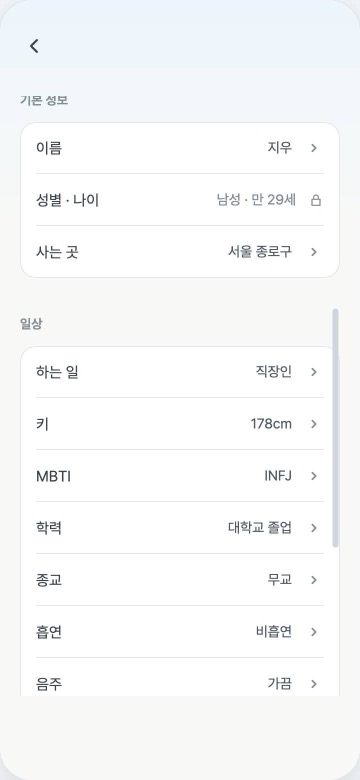 기본 정보
이름 지우
성별 · 나이 남성 · 만 29세
사는 곳 서울 종로구
일상
하는 일 직장인
키 178cm
MBTI INFJ
학력 대학교 졸업
종교 무교
흡연 비흡연
음주 가끔